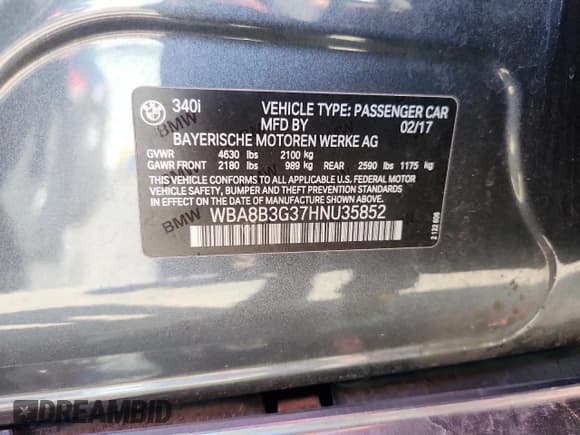 340i VEHICLE TYPE: PASSENGER CAR
MFD BY 02/17
BAYERISCHE MOTOREN WERKE AG
GVWR 4630 lbs 2100 kg
GAWR FRONT 2180 lbs 989 kg REAR 2590 lbs 1175 kg
THIS VEHICLE CONFORMS TO ALL APPLICABLE U.S. FEDERAL MOTOR
VEHICLE SAFETY, BUMPER AND THEFT PREVENTION STANDARDS
IN EFFECT ON THE DATE OF MANUFACTURE SHOWN ABOVE.
WBA8B3G37HNU35852
BMW
BMW
BMW
DREAMBID